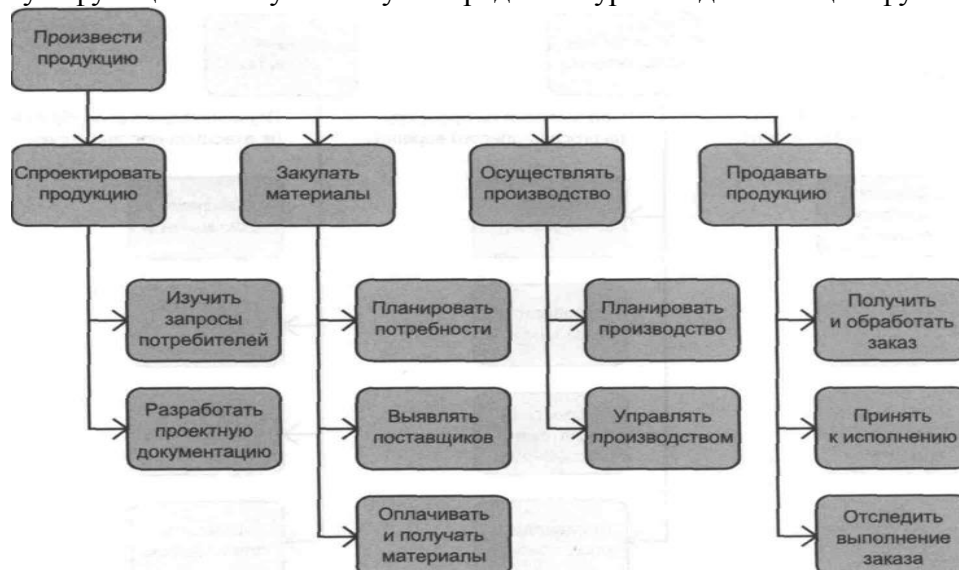 Произвести
продукцию
Спроектировать
продукцию
Закупать
материалы
Осуществлять
производство
Продавать
продукцию
Изучить
запросы
потребителей
Планировать
потребности
Планировать
производство
Получить
и обработать
заказ
Разработать
проектную
документацию
Выявлять
поставщиков
Управлять
производством
Принять
к исполнению
Оплачивать
и получать
материалы
Отследить
выполнение
заказа